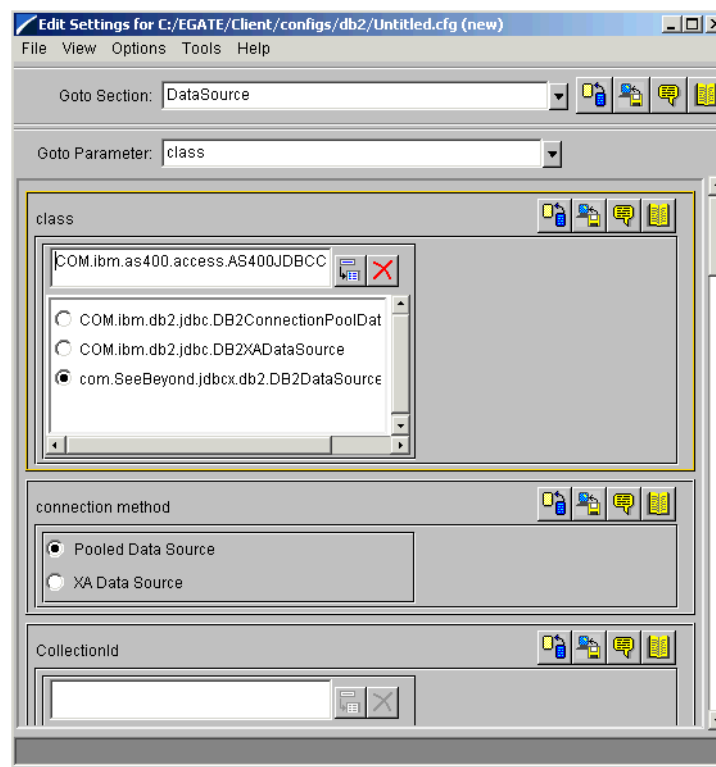 Edit Settings for C:/EGATE/Client/configs/db2/Untitled.cfg (new)
File View Options Tools Help
Goto Section: DataSource
Goto Parameter: class
class
COM.ibm.as400.access.AS400JDBCC
COM.ibm.db2.jdbc.DB2ConnectionPoolDat
COM.ibm.db2.jdbc.DB2XADataSource
com.SeeBeyond.jdbcx.db2.DB2DataSource
connection method
Pooled Data Source
XA Data Source
CollectionId